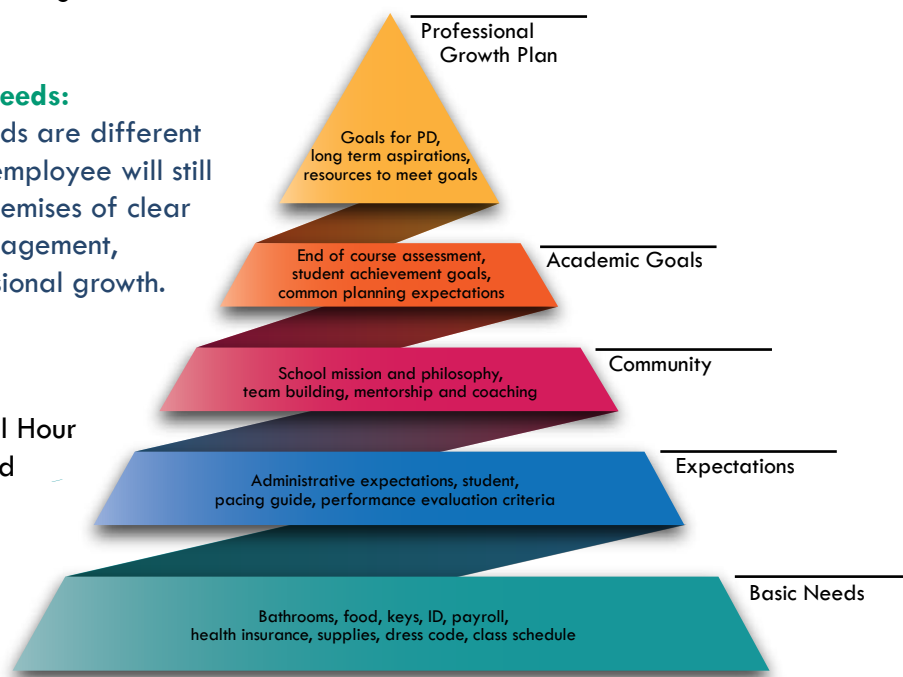 Professional
Growth Plan
eeds:
ds are different
employee will still
emises of clear
agement,
sional growth.
Goals for PD,
long term aspirations,
resources to meet goals
End of course assessment,
student achievement goals,
common planning expectations
Academic Goals
School mission and philosophy,
team building, mentorship and coaching
Community
l Hour
d
Administrative expectations, student,
pacing guide, performance evaluation criteria
Expectations
Bathrooms, food, keys, ID, payroll,
health insurance, supplies, dress code, class schedule
Basic Needs